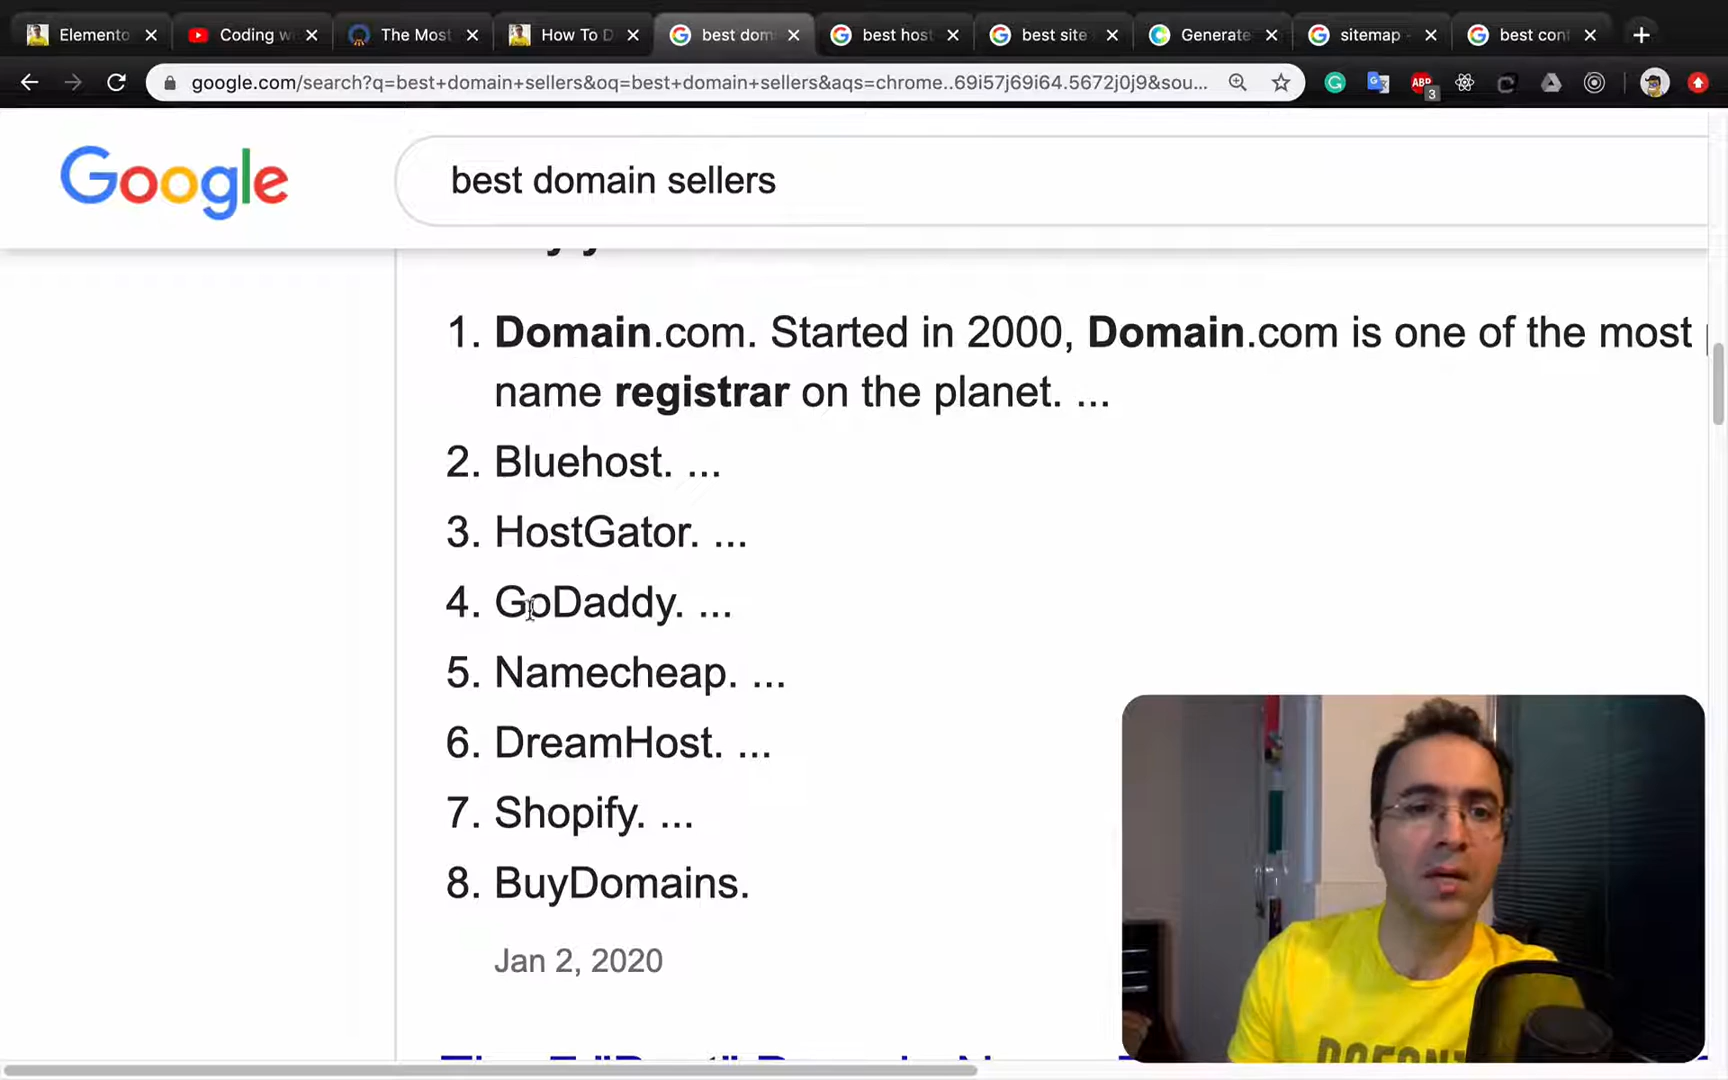 Elemento
Coding w
The Most
How To D
best dom
best host
best site
Generate
sitemap -
best con
google.com/search?q=best+domain+sellers&oq=best+domain+sellers&aqs=chrome..69i57j69i64.5672j0j9&sou...
ABP
3
Google
best domain sellers
1. Domain.com. Started in 2000, Domain.com is one of the most
name registrar on the planet. ...
2. Bluehost. ...
3. HostGator. ...
4. GoDaddy. ...
5. Namecheap. ...
6. DreamHost. ...
7. Shopify. ...
8. BuyDomains.
Jan 2, 2020